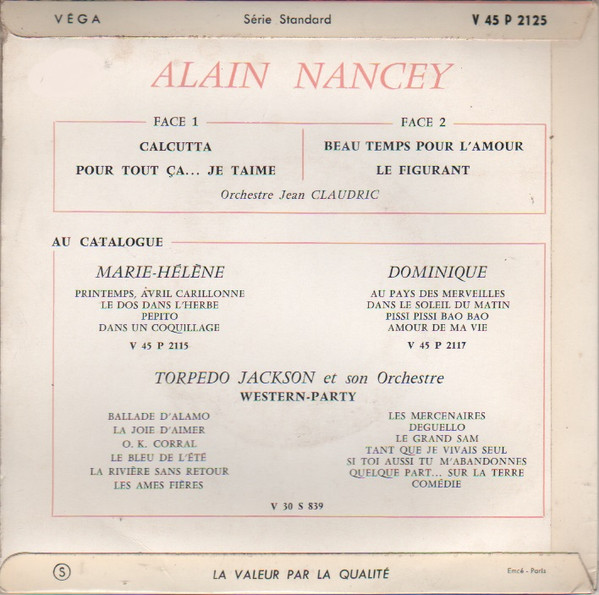 VÉGA Série Standard V 45 P 2125
ALAIN NANCEY
FACE 1
CALCUTTA
POUR TOUT ÇA... JE TAIME
FACE 2
BEAU TEMPS POUR L'AMOUR
LE FIGURANT
Orchestre Jean CLAUDRIC
AU CATALOGUE
MARIE-HÉLÈNE
PRINTEMPS, AVRIL CARILLONNE
LE DOS DANS L'HERBE
PEPITO
DANS UN COQUILLAGE
V 45 P 2115
DOMINIQUE
AU PAYS DES MERVEILLES
DANS LE SOLEIL DU MATIN
PISSI PISSI BAO BAO
AMOUR DE MA VIE
V 45 P 2117
TORPEDO JACKSON et son Orchestre
WESTERN-PARTY
BALLADE D'ALAMO
LA JOIE D'AIMER
O. K. CORRAL
LE BLEU DE L'ÉTÉ
LA RIVIÈRE SANS RETOUR
LES AMES FIÈRES
LES MERCENAIRES
DEGUELLO
LE GRAND SAM
TANT QUE JE VIVAIS SEUL
SI TOI AUSSI TU M'ABANDONNES
QUELQUE PART... SUR LA TERRE
COMÉDIE
V 30 S 839
S LA VALEUR PAR LA QUALITÉ Emcé - Paris